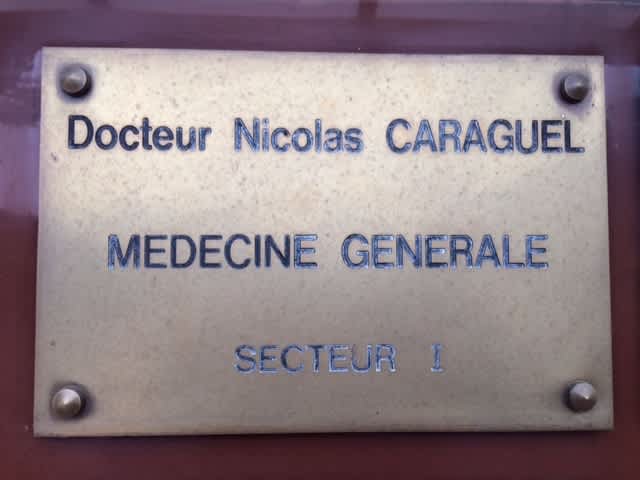 Docteur Nicolas CARAGUEL
MEDECINE GENERALE
SECTEUR I